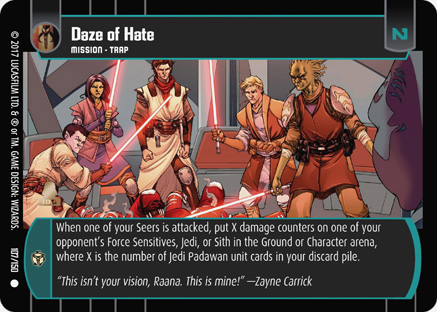 Daze of Hate
MISSION - TRAP
N
When one of your Seers is attacked, put X damage counters on one of your
opponent's Force Sensitives, Jedi, or Sith in the Ground or Character arena,
where X is the number of Jedi Padawan unit cards in your discard pile.
"This isn't your vision, Raana. This is mine!" —Zayne Carrick
© 2017 LUCASFILM LTD. & ® or TM. GAME DESIGN: WIZARDS.
107/150